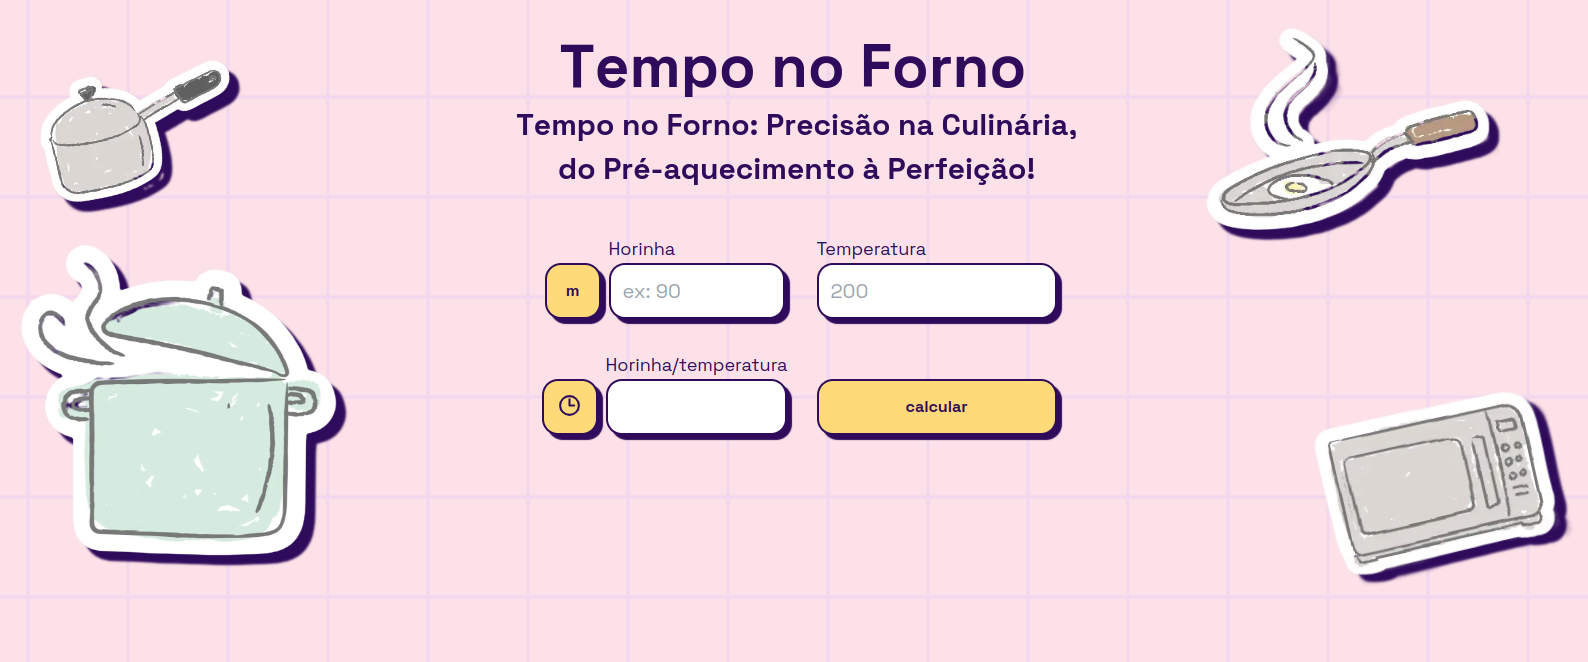 Tempo no Forno
Tempo no Forno: Precisão na Culinária,
do Pré-aquecimento à Perfeição!
Horinha
Temperatura
m
ex: 90
200
Horinha/temperatura
calcular